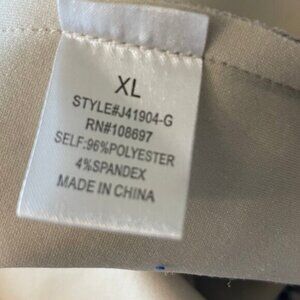 XL
STYLE#J41904-G
RN#108697
SELF:96%POLYESTER
4%SPANDEX
MADE IN CHINA